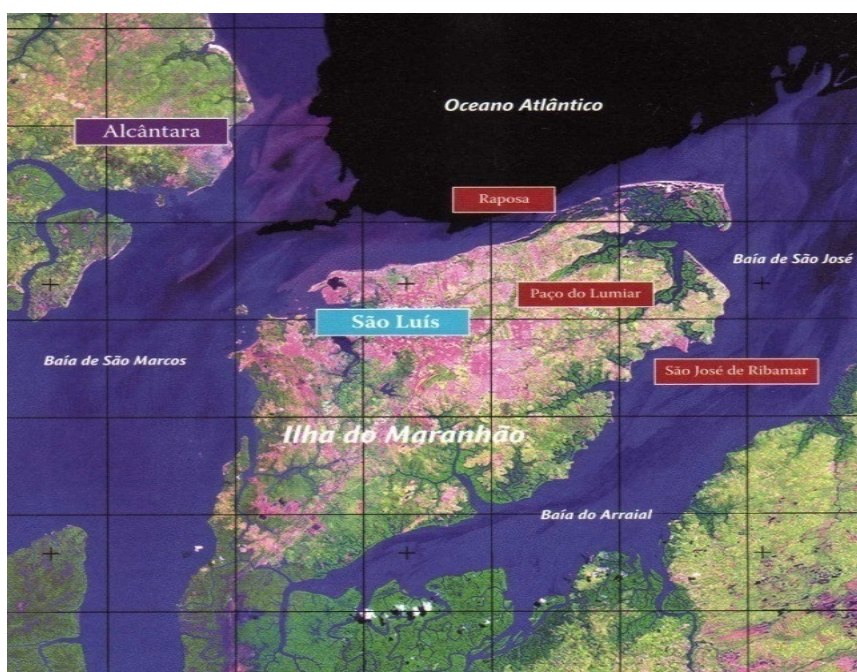 Oceano Atlântico
Alcântara
Raposa
Baía de São José
Paço do Lumiar
São Luís
Baía de São Marcos
São José de Ribamar
Ilha do Maranhão
Baía do Arraial